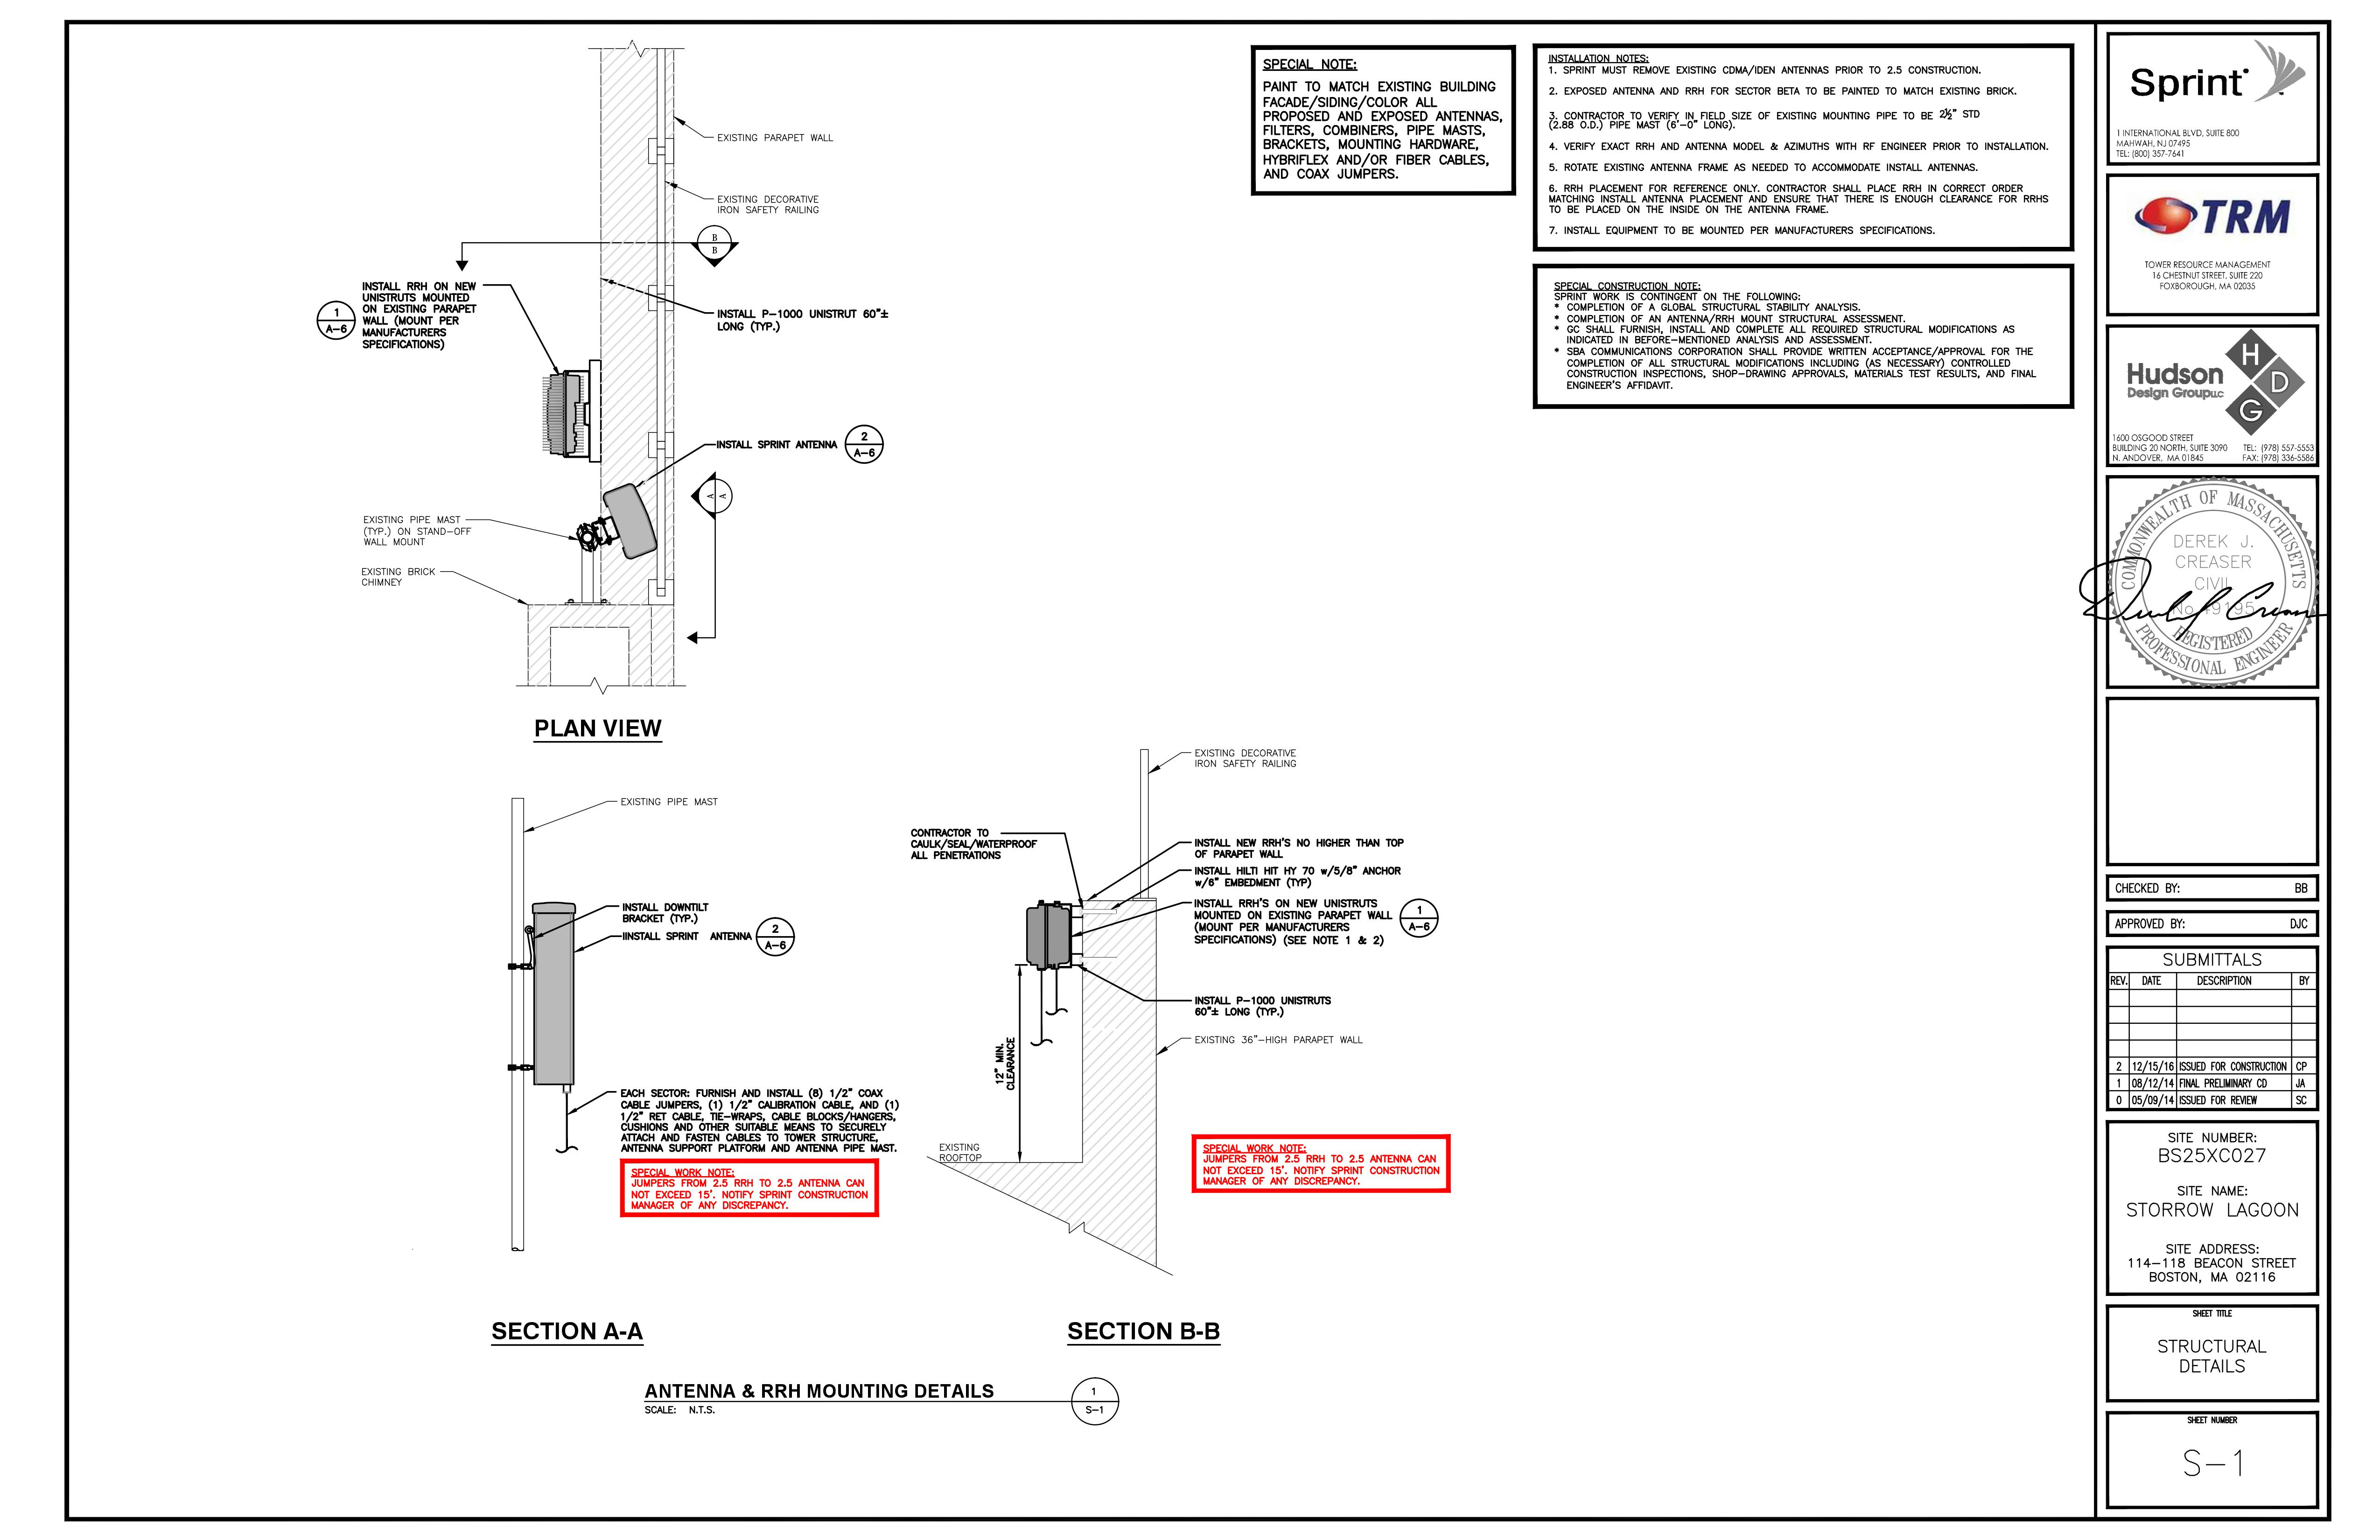 EXISTING PARAPET WALL
EXISTING DECORATIVE
IRON SAFETY RAILING
B
B
INSTALL RRH ON NEW
UNISTRUTS MOUNTED
ON EXISTING PARAPET
WALL (MOUNT PER
MANUFACTURERS
SPECIFICATIONS)
1
A-6
INSTALL P-1000 UNISTRUT 60"±
LONG (TYP.)
INSTALL SPRINT ANTENNA
2
A-6
A
A
EXISTING PIPE MAST
(TYP.) ON STAND-OFF
WALL MOUNT
EXISTING BRICK
CHIMNEY
PLAN VIEW
SPECIAL NOTE:
PAINT TO MATCH EXISTING BUILDING
FACADE/SIDING/COLOR ALL
PROPOSED AND EXPOSED ANTENNAS,
FILTERS, COMBINERS, PIPE MASTS,
BRACKETS, MOUNTING HARDWARE,
HYBRIFLEX AND/OR FIBER CABLES,
AND COAX JUMPERS.
INSTALLATION NOTES:
1. SPRINT MUST REMOVE EXISTING CDMA/IDEN ANTENNAS PRIOR TO 2.5 CONSTRUCTION.
2. EXPOSED ANTENNA AND RRH FOR SECTOR BETA TO BE PAINTED TO MATCH EXISTING BRICK.
3. CONTRACTOR TO VERIFY IN FIELD SIZE OF EXISTING MOUNTING PIPE TO BE 2½" STD
(2.88 O.D.) PIPE MAST (6'-0" LONG).
4. VERIFY EXACT RRH AND ANTENNA MODEL & AZIMUTHS WITH RF ENGINEER PRIOR TO INSTALLATION.
5. ROTATE EXISTING ANTENNA FRAME AS NEEDED TO ACCOMMODATE INSTALL ANTENNAS.
6. RRH PLACEMENT FOR REFERENCE ONLY. CONTRACTOR SHALL PLACE RRH IN CORRECT ORDER
MATCHING INSTALL ANTENNA PLACEMENT AND ENSURE THAT THERE IS ENOUGH CLEARANCE FOR RRHS
TO BE PLACED ON THE INSIDE ON THE ANTENNA FRAME.
7. INSTALL EQUIPMENT TO BE MOUNTED PER MANUFACTURERS SPECIFICATIONS.
SPECIAL CONSTRUCTION NOTE:
SPRINT WORK IS CONTINGENT ON THE FOLLOWING:
* COMPLETION OF A GLOBAL STRUCTURAL STABILITY ANALYSIS.
* COMPLETION OF AN ANTENNA/RRH MOUNT STRUCTURAL ASSESSMENT.
* GC SHALL FURNISH, INSTALL AND COMPLETE ALL REQUIRED STRUCTURAL MODIFICATIONS AS
INDICATED IN BEFORE-MENTIONED ANALYSIS AND ASSESSMENT.
* SBA COMMUNICATIONS CORPORATION SHALL PROVIDE WRITTEN ACCEPTANCE/APPROVAL FOR THE
COMPLETION OF ALL STRUCTURAL MODIFICATIONS INCLUDING (AS NECESSARY) CONTROLLED
CONSTRUCTION INSPECTIONS, SHOP-DRAWING APPROVALS, MATERIALS TEST RESULTS, AND FINAL
ENGINEER'S AFFIDAVIT.
EXISTING PIPE MAST
INSTALL DOWNTILT
BRACKET (TYP.)
IINSTALL SPRINT ANTENNA
2
A-6
EACH SECTOR: FURNISH AND INSTALL (8) 1/2" COAX
CABLE JUMPERS, (1) 1/2" CALIBRATION CABLE, AND (1)
1/2" RET CABLE, TIE-WRAPS, CABLE BLOCKS/HANGERS,
CUSHIONS AND OTHER SUITABLE MEANS TO SECURELY
ATTACH AND FASTEN CABLES TO TOWER STRUCTURE,
ANTENNA SUPPORT PLATFORM AND ANTENNA PIPE MAST.
SPECIAL WORK NOTE:
JUMPERS FROM 2.5 RRH TO 2.5 ANTENNA CAN
NOT EXCEED 15'. NOTIFY SPRINT CONSTRUCTION
MANAGER OF ANY DISCREPANCY.
SECTION A-A
EXISTING DECORATIVE
IRON SAFETY RAILING
CONTRACTOR TO
CAULK/SEAL/WATERPROOF
ALL PENETRATIONS
INSTALL NEW RRH'S NO HIGHER THAN TOP
OF PARAPET WALL
INSTALL HILTI HIT HY 70 w/5/8" ANCHOR
w/6" EMBEDMENT (TYP)
INSTALL RRH'S ON NEW UNISTRUTS
MOUNTED ON EXISTING PARAPET WALL
(MOUNT PER MANUFACTURERS
SPECIFICATIONS) (SEE NOTE 1 & 2)
1
A-6
INSTALL P-1000 UNISTRUTS
60"± LONG (TYP.)
EXISTING 36"-HIGH PARAPET WALL
12" MIN.
CLEARANCE
EXISTING
ROOFTOP
SPECIAL WORK NOTE:
JUMPERS FROM 2.5 RRH TO 2.5 ANTENNA CAN
NOT EXCEED 15'. NOTIFY SPRINT CONSTRUCTION
MANAGER OF ANY DISCREPANCY.
SECTION B-B
ANTENNA & RRH MOUNTING DETAILS
SCALE: N.T.S.
1
S-1
Sprint
1 INTERNATIONAL BLVD, SUITE 800
MAHWAH, NJ 07495
TEL: (800) 357-7641
TRM
TOWER RESOURCE MANAGEMENT
16 CHESTNUT STREET, SUITE 220
FOXBOROUGH, MA 02035
Hudson
Design Group LLC
H
D
G
1600 OSGOOD STREET
BUILDING 20 NORTH, SUITE 3090 TEL: (978) 557-5553
N. ANDOVER, MA 01845 FAX: (978) 336-5586
COMMONWEALTH OF MASSACHUSETTS
DEREK J.
CREASER
CIVIL
No. 49195
REGISTERED
PROFESSIONAL ENGINEER
CHECKED BY: BB
APPROVED BY: DJC
SUBMITTALS
REV. DATE DESCRIPTION BY
2 12/15/16 ISSUED FOR CONSTRUCTION CP
1 08/12/14 FINAL PRELIMINARY CD JA
0 05/09/14 ISSUED FOR REVIEW SC
SITE NUMBER:
BS25XC027
SITE NAME:
STORROW LAGOON
SITE ADDRESS:
114-118 BEACON STREET
BOSTON, MA 02116
SHEET TITLE
STRUCTURAL
DETAILS
SHEET NUMBER
S-1